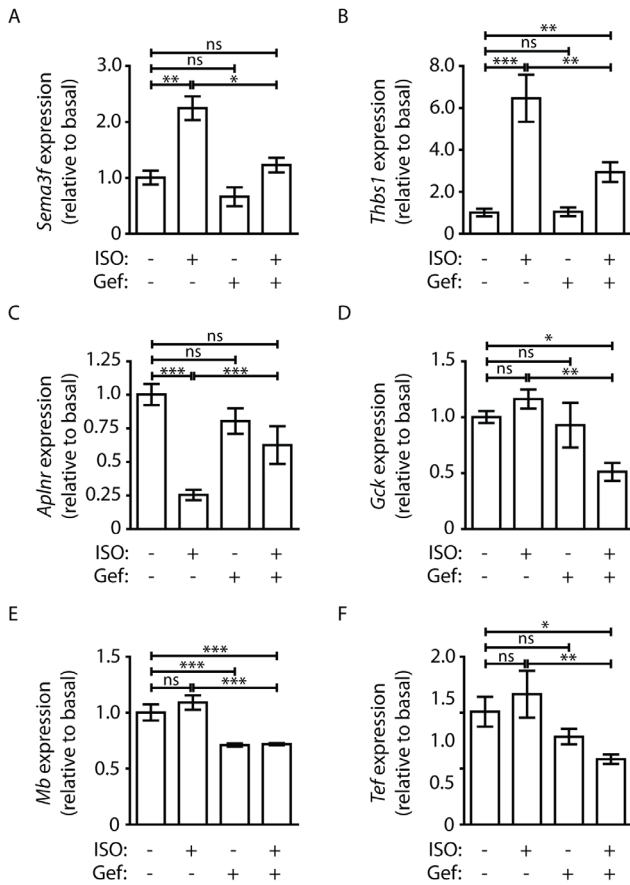 A
ns
ns
** *
3.0
2.0
1.0
0
Sema3f expression
(relative to basal)
ISO: - + - +
Gef: - - + +
B
**
ns
*** **
8.0
6.0
4.0
2.0
0
Thbs1 expression
(relative to basal)
ISO: - + - +
Gef: - - + +
C
ns
ns
*** ***
1.25
1.0
0.75
0.5
0.25
0
Aplnr expression
(relative to basal)
ISO: - + - +
Gef: - - + +
D
*
ns
ns **
1.5
1.0
0.5
0
Gck expression
(relative to basal)
ISO: - + - +
Gef: - - + +
E
***
***
ns ***
1.5
1.0
0.5
0
Mb expression
(relative to basal)
ISO: - + - +
Gef: - - + +
F
*
ns
ns **
2.0
1.5
1.0
0.5
0
Tef expression
(relative to basal)
ISO: - + - +
Gef: - - + +